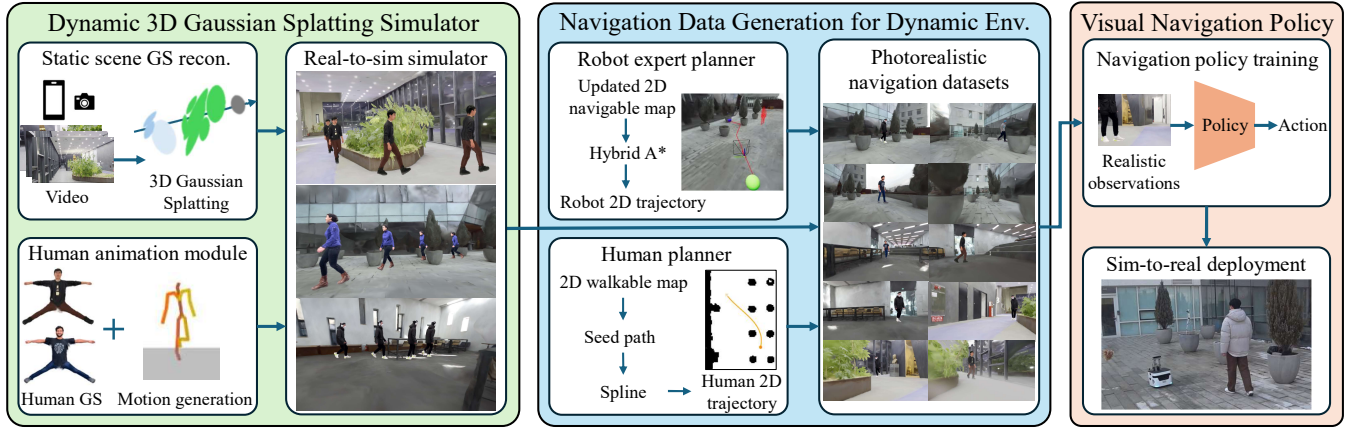 Dynamic 3D Gaussian Splatting Simulator
Static scene GS recon.
Video
3D Gaussian
Splatting
Human animation module
Human GS
Motion generation
Real-to-sim simulator
Navigation Data Generation for Dynamic Env.
Robot expert planner
Updated 2D
navigable map
Hybrid A*
Robot 2D trajectory
Human planner
2D walkable map
Seed path
Spline
Human 2D
trajectory
Photorealistic
navigation datasets
Visual Navigation Policy
Navigation policy training
Policy
Action
Realistic
observations
Sim-to-real deployment